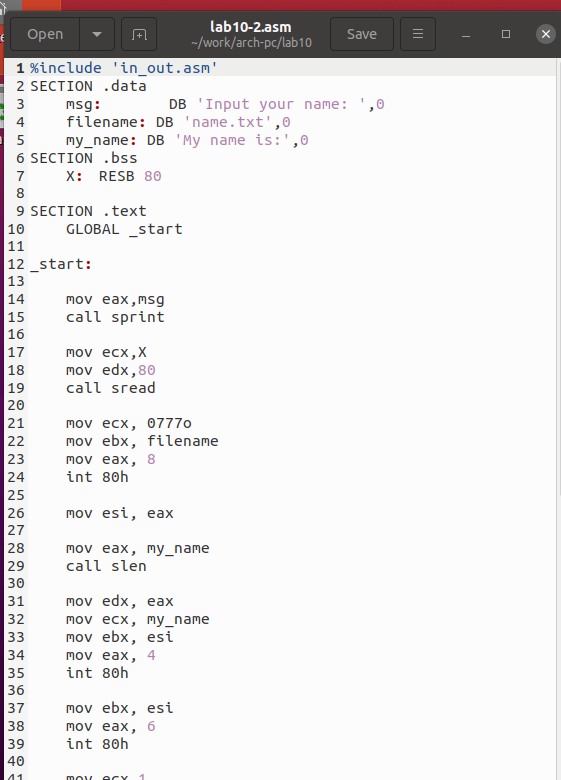 Open
lab10-2.asm
~/work/arch-pc/lab10
Save
1 %include 'in_out.asm'
2 SECTION .data
3     msg:        DB 'Input your name: ',0
4     filename: DB 'name.txt',0
5     my_name: DB 'My name is:',0
6 SECTION .bss
7     X:  RESB 80
8
9 SECTION .text
10     GLOBAL _start
11
12 _start:
13
14     mov eax,msg
15     call sprint
16
17     mov ecx,X
18     mov edx,80
19     call sread
20
21     mov ecx, 0777o
22     mov ebx, filename
23     mov eax, 8
24     int 80h
25
26     mov esi, eax
27
28     mov eax, my_name
29     call slen
30
31     mov edx, eax
32     mov ecx, my_name
33     mov ebx, esi
34     mov eax, 4
35     int 80h
36
37     mov ebx, esi
38     mov eax, 6
39     int 80h
40
41     mov ecx 1